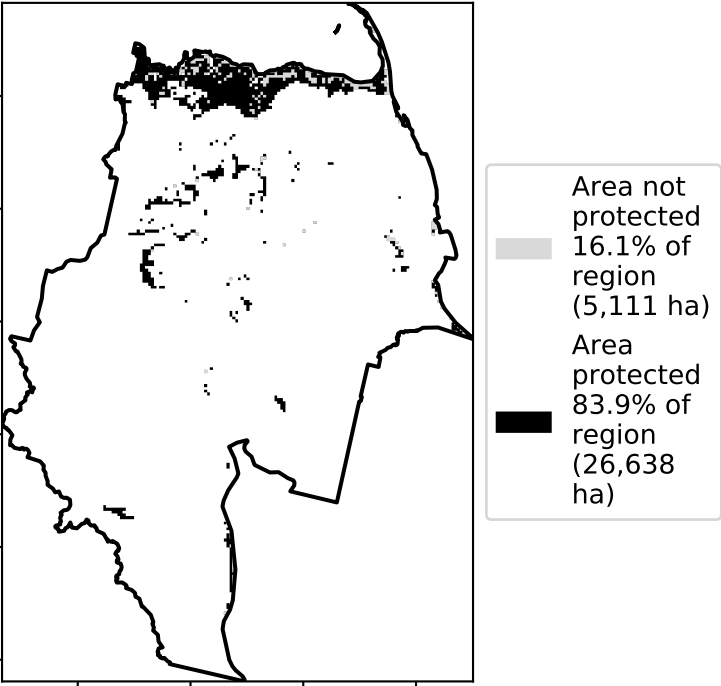 Area not
protected
16.1% of
region
(5,111 ha)
Area
protected
83.9% of
region
(26,638
ha)